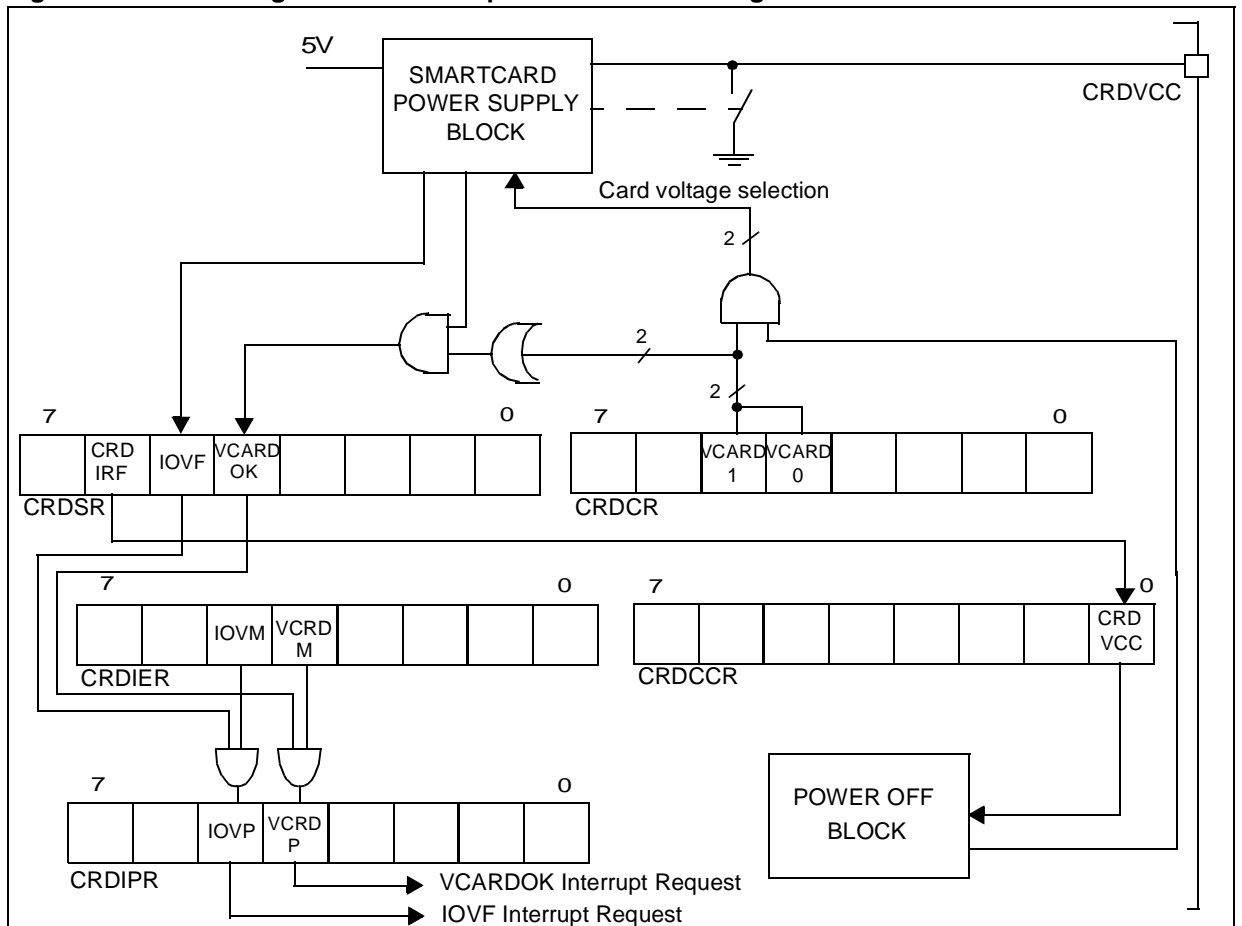 5V
SMARTCARD
POWER SUPPLY
BLOCK
CRDVCC
Card voltage selection
2
2
2
7
0
7
0
CRD
IRF
IOVF
VCARD
OK
VCARD
1
VCARD
0
CRDSR
CRDCR
7
0
7
0
IOVM
VCRD
M
CRD
VCC
CRDIER
CRDCCR
7
0
POWER OFF
BLOCK
IOVP
VCRD
P
CRDIPR
VCARDOK Interrupt Request
IOVF Interrupt Request